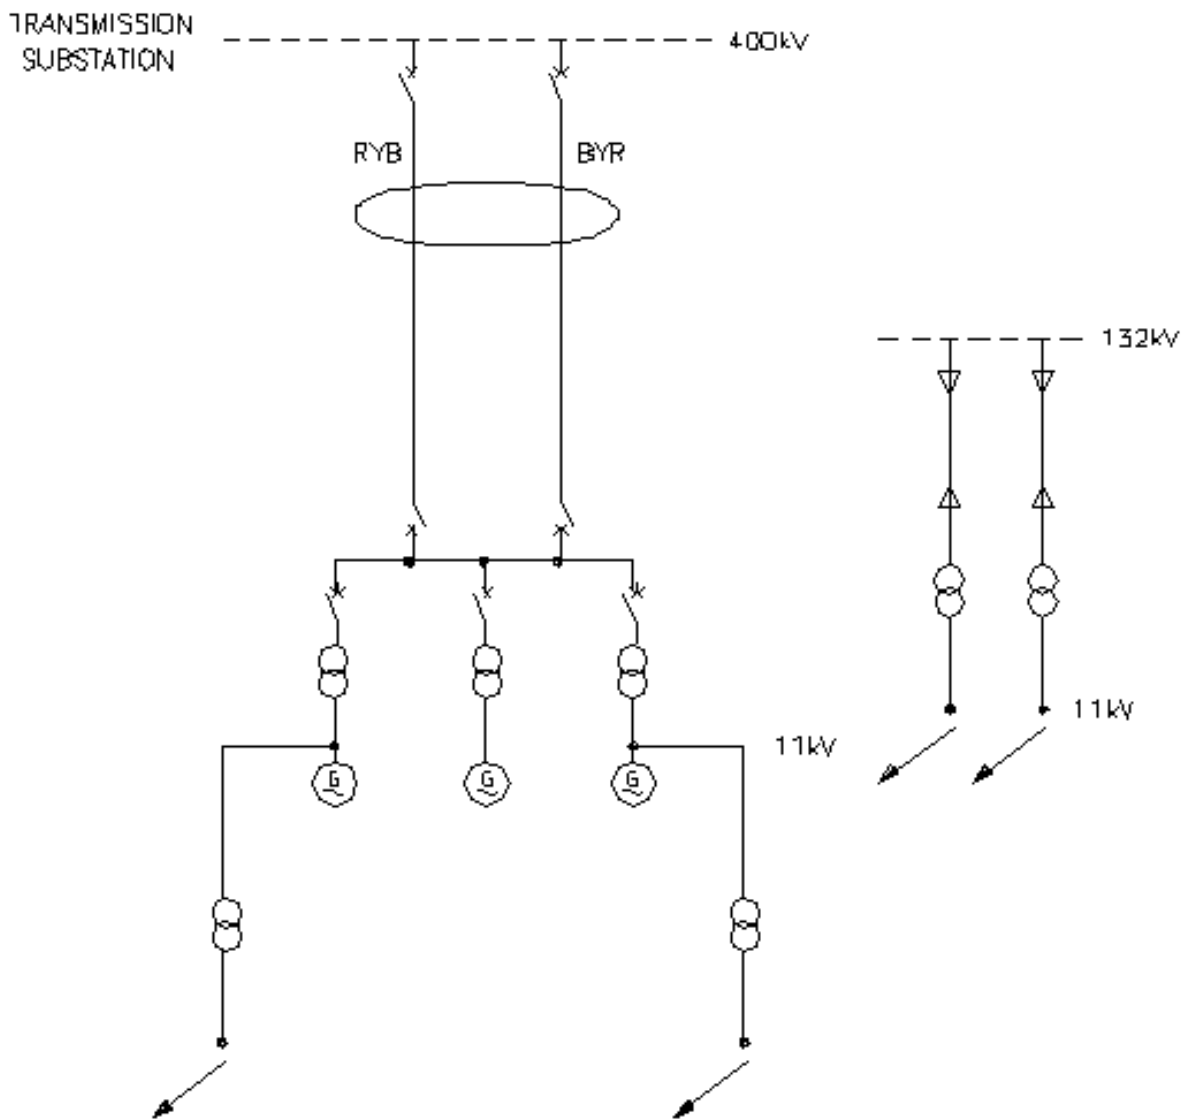 TRANSMISSION
SUBSTATION
400kV
RYB
BYR
132kV
11kV
11kV
G
G
G